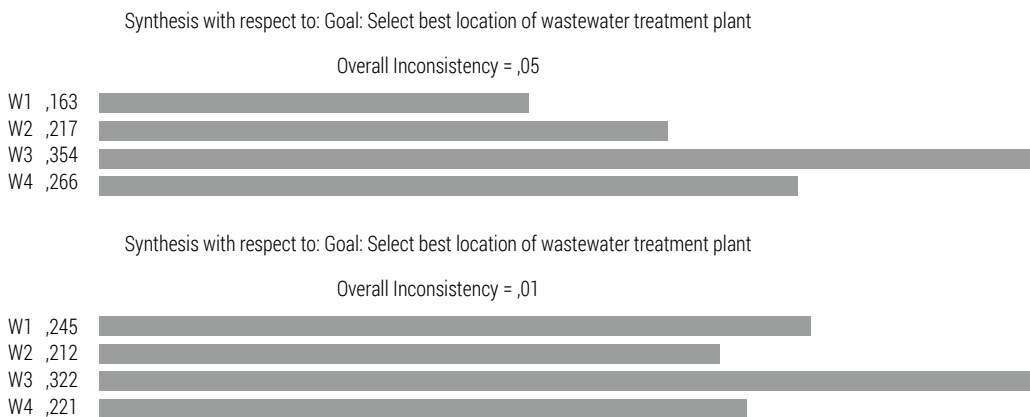 Synthesis with respect to: Goal: Select best location of wastewater treatment plant
Overall Inconsistency = ,05
W1 ,163
W2 ,217
W3 ,354
W4 ,266
Synthesis with respect to: Goal: Select best location of wastewater treatment plant
Overall Inconsistency = ,01
W1 ,245
W2 ,212
W3 ,322
W4 ,221